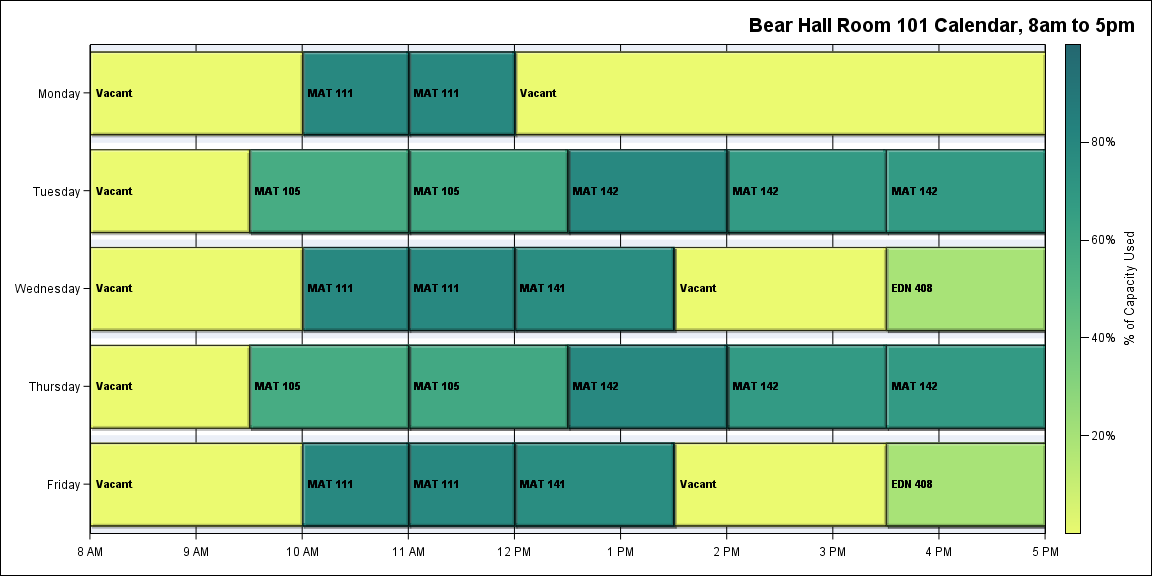 Bear Hall Room 101 Calendar, 8am to 5pm
Monday
Vacant
MAT 111
MAT 111
Vacant
Tuesday
Vacant
MAT 105
MAT 105
MAT 142
MAT 142
MAT 142
Wednesday
Vacant
MAT 111
MAT 111
MAT 141
Vacant
EDN 408
Thursday
Vacant
MAT 105
MAT 105
MAT 142
MAT 142
MAT 142
Friday
Vacant
MAT 111
MAT 111
MAT 141
Vacant
EDN 408
8 AM
9 AM
10 AM
11 AM
12 PM
1 PM
2 PM
3 PM
4 PM
5 PM
80%
60%
40%
20%
% of Capacity Used